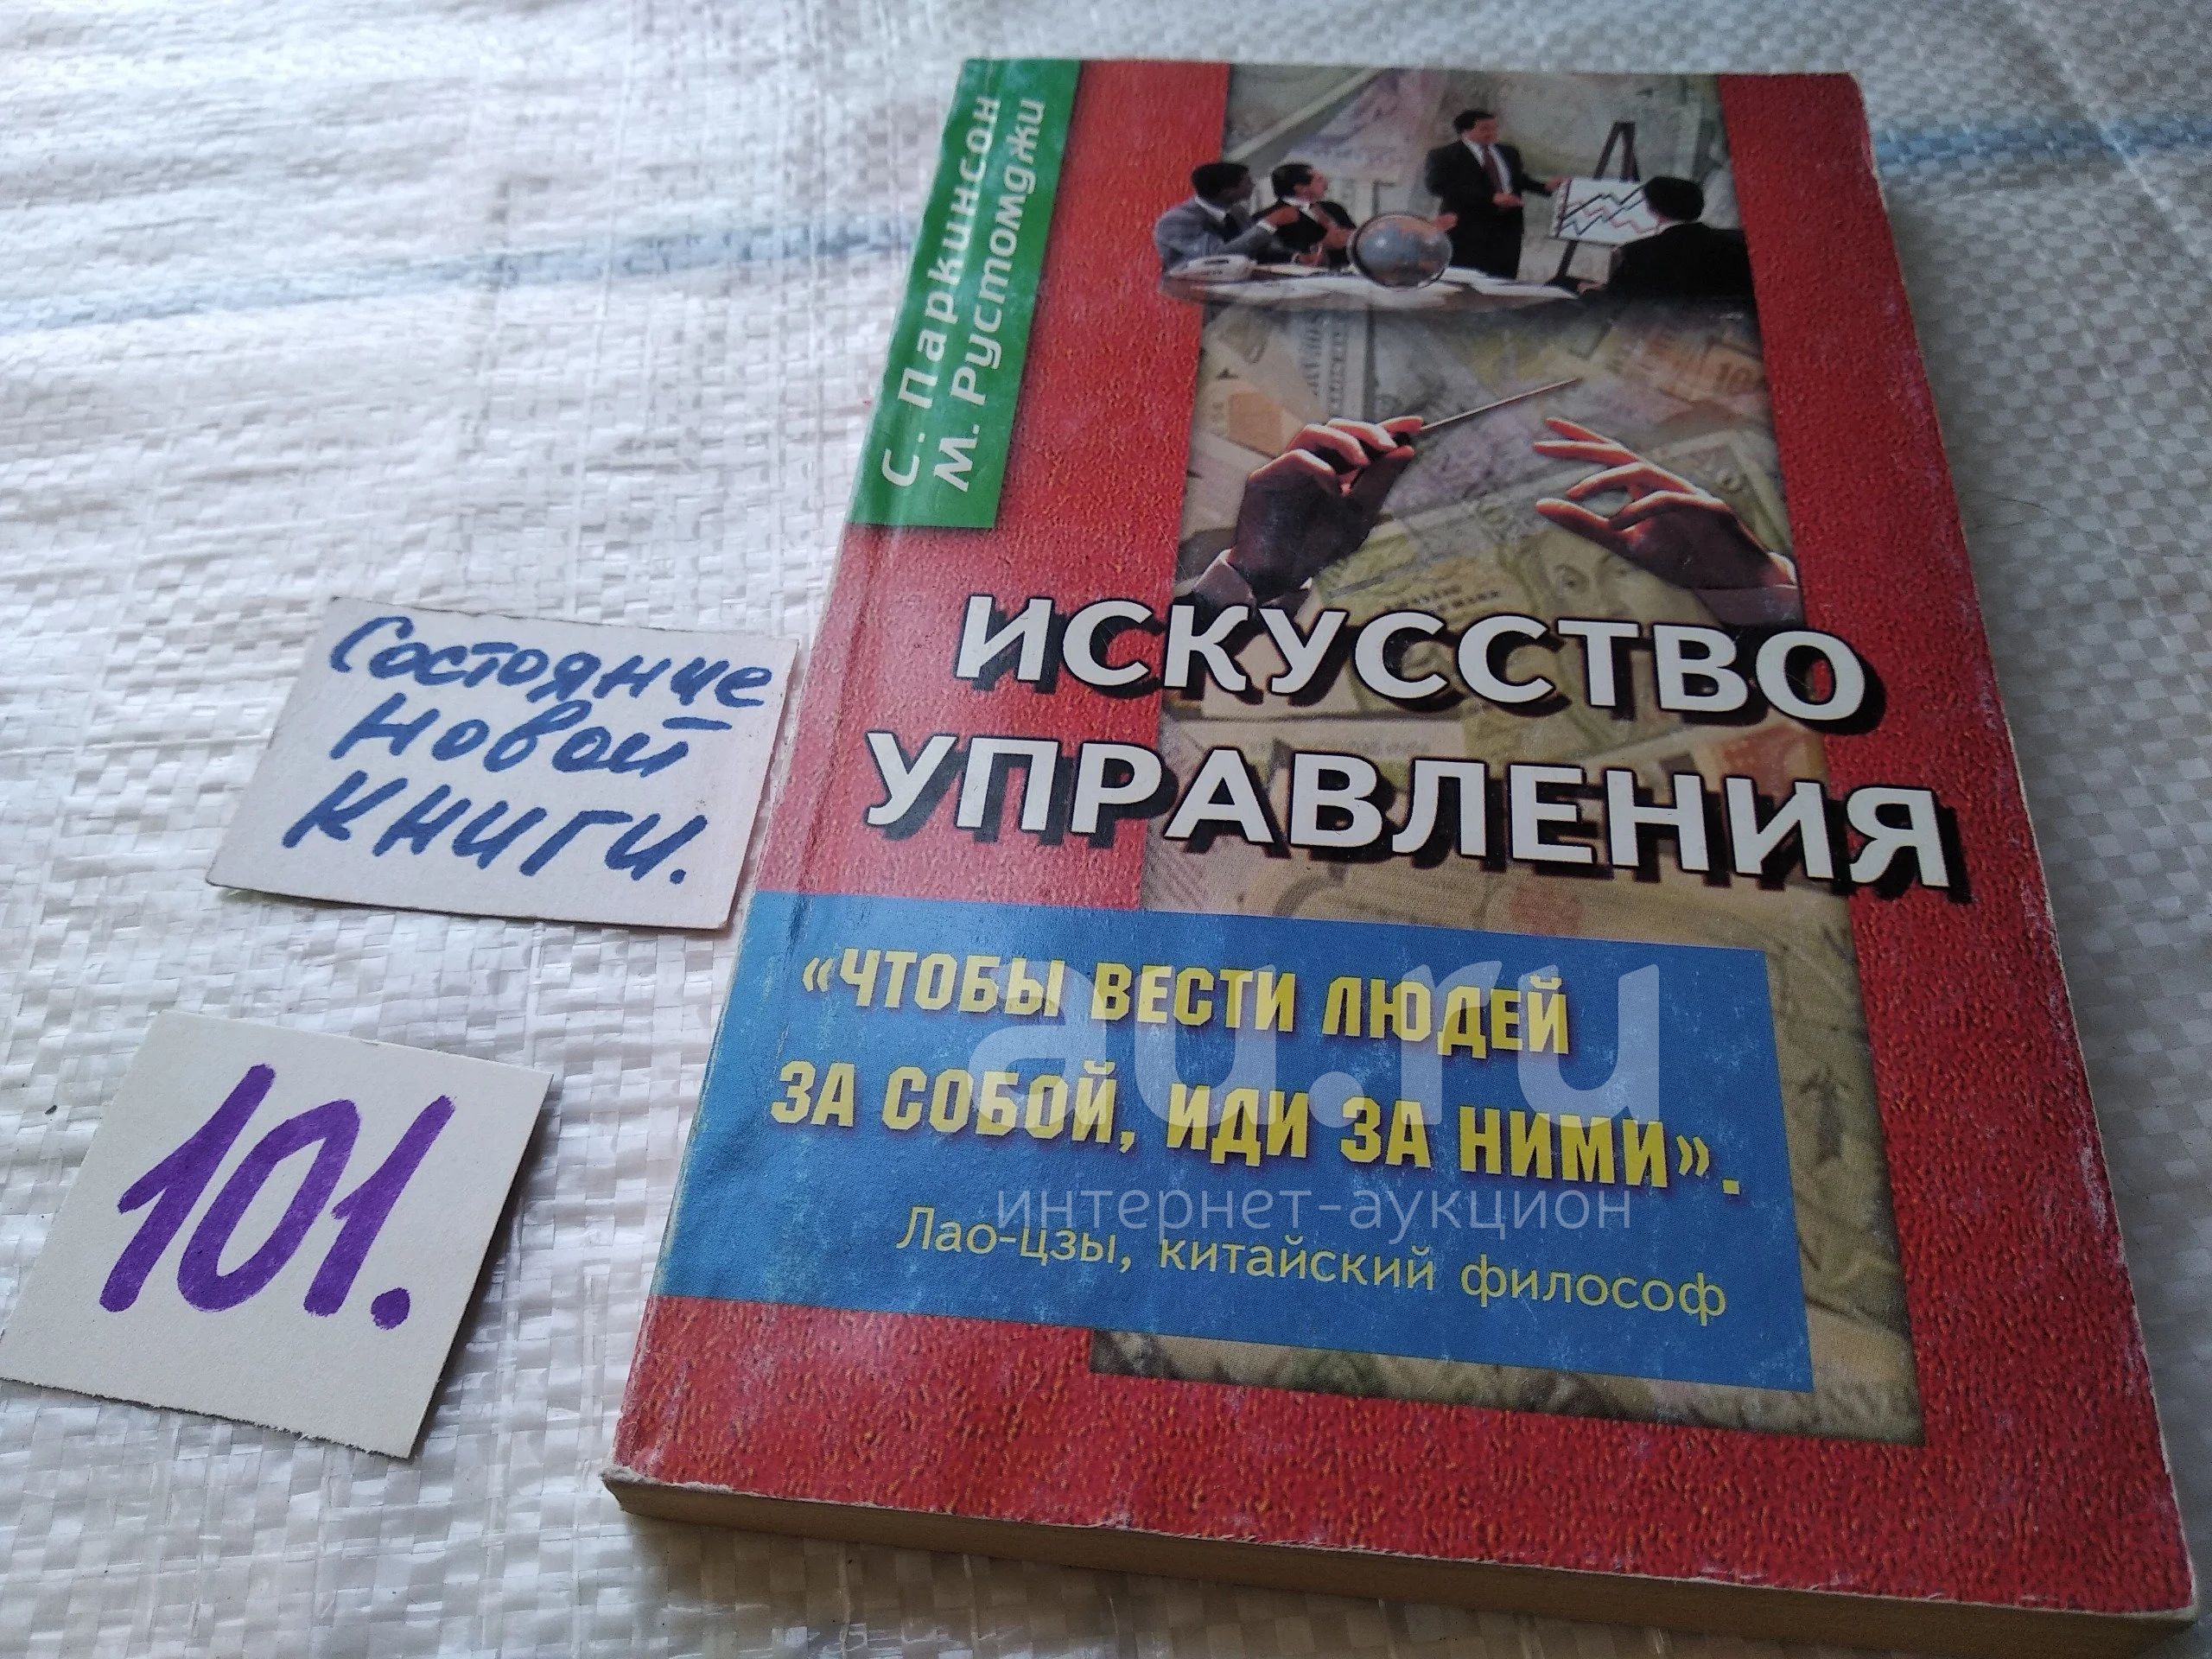 С. Паркинсон
М. Рустомджи
ИСКУССТВО
УПРАВЛЕНИЯ
Состояние
новой
книги.
«ЧТОБЫ ВЕСТИ ЛЮДЕЙ
ЗА СОБОЙ, ИДИ ЗА НИМИ».
Лао-цзы, китайский философ
101.
au.ru
интернет-аукцион